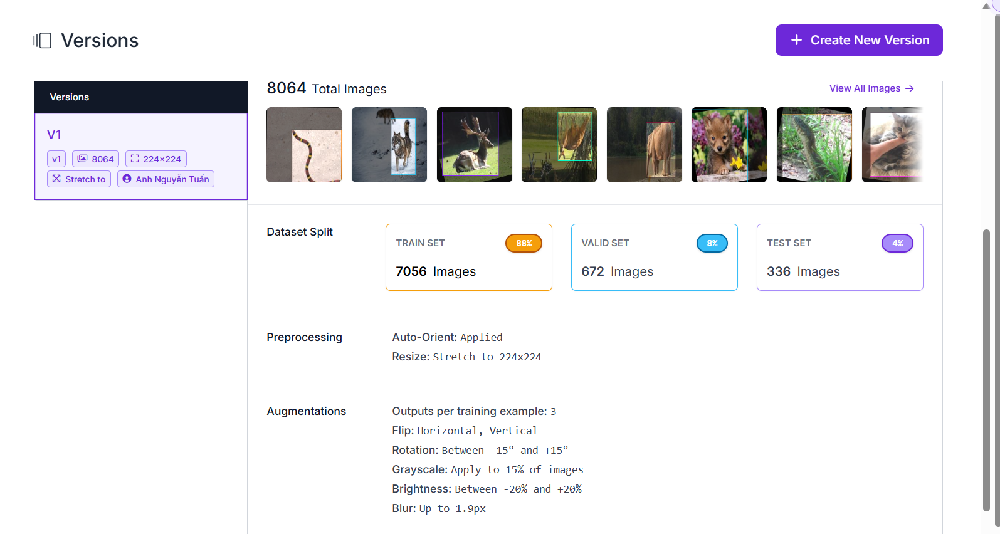 Versions
+ Create New Version
Versions
V1
v1 8064 224×224
Stretch to Anh Nguyễn Tuấn
8064 Total Images
View All Images →
Dataset Split
TRAIN SET 88%
7056 Images
VALID SET 8%
672 Images
TEST SET 4%
336 Images
Preprocessing
Auto-Orient: Applied
Resize: Stretch to 224x224
Augmentations
Outputs per training example: 3
Flip: Horizontal, Vertical
Rotation: Between -15° and +15°
Grayscale: Apply to 15% of images
Brightness: Between -20% and +20%
Blur: Up to 1.9px